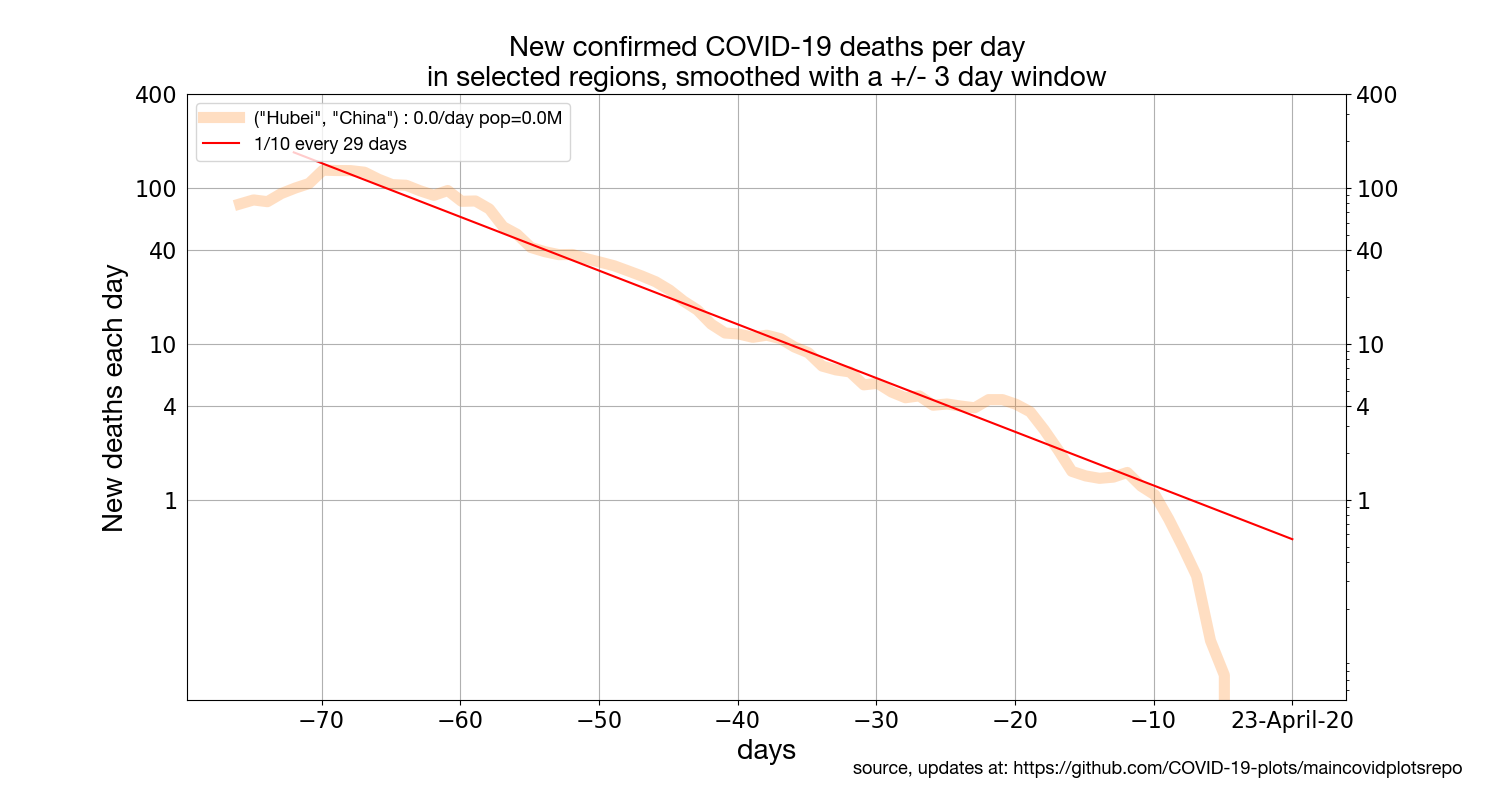 New confirmed COVID-19 deaths per day
in selected regions, smoothed with a +/- 3 day window
("Hubei", "China") : 0.0/day pop=0.0M
1/10 every 29 days
400
100
40
10
4
1
New deaths each day
400
100
40
10
4
1
−70 −60 −50 −40 −30 −20 −10 23-April-20
days
source, updates at: https://github.com/COVID-19-plots/maincovidplotsrepo